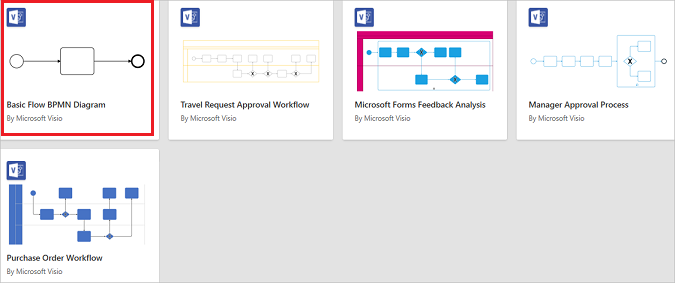 Basic Flow BPMN Diagram
By Microsoft Visio
Travel Request Approval Workflow
By Microsoft Visio
Microsoft Forms Feedback Analysis
By Microsoft Visio
Manager Approval Process
By Microsoft Visio
Purchase Order Workflow
By Microsoft Visio